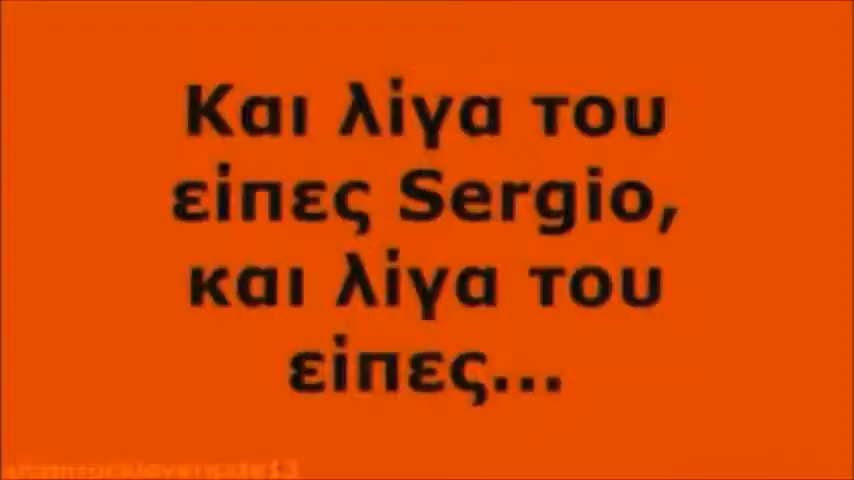 Και λίγα του
είπες Sergio,
και λίγα του
είπες...